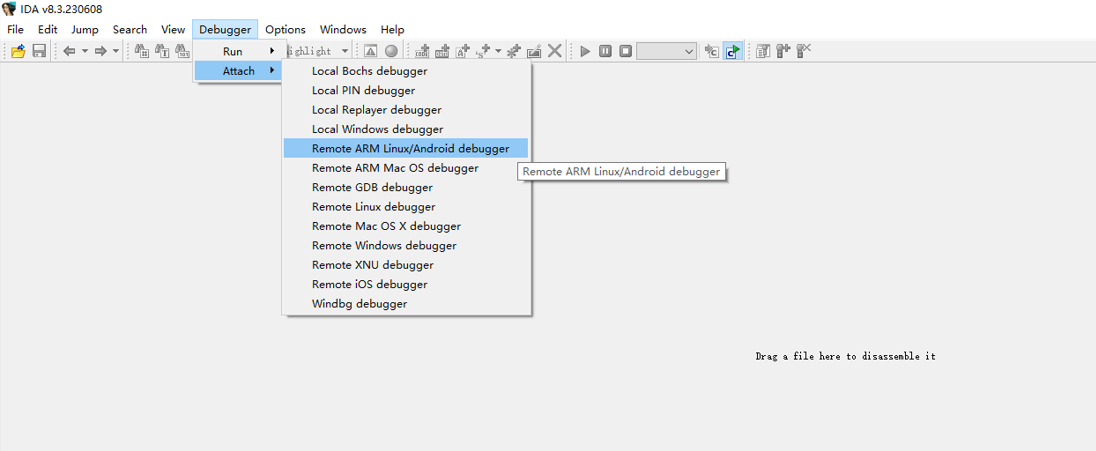 IDA v8.3.230608
File Edit Jump Search View Debugger Options Windows Help
Run
Attach
Local Bochs debugger
Local PIN debugger
Local Replayer debugger
Local Windows debugger
Remote ARM Linux/Android debugger
Remote ARM Mac OS debugger
Remote ARM Linux/Android debugger
Remote GDB debugger
Remote Linux debugger
Remote Mac OS X debugger
Remote Windows debugger
Remote XNU debugger
Remote iOS debugger
Windbg debugger
Drag a file here to disassemble it